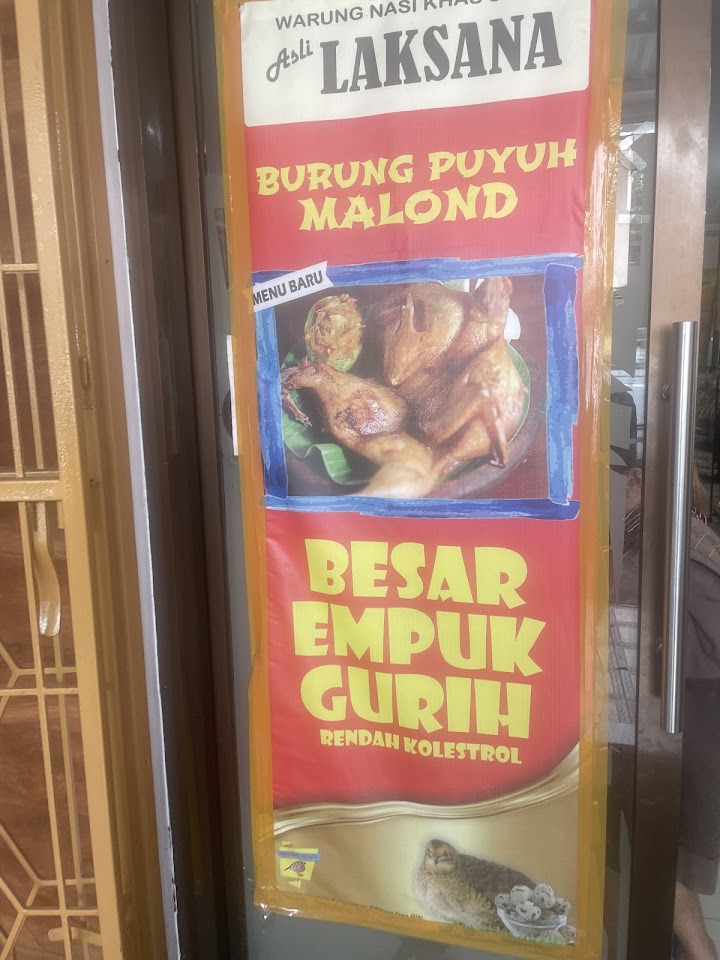 WARUNG NASI KHAS
Asli LAKSANA
BURUNG PUYUH
MALOND
MENU BARU
BESAR
EMPUK
GURIH
RENDAH KOLESTROL